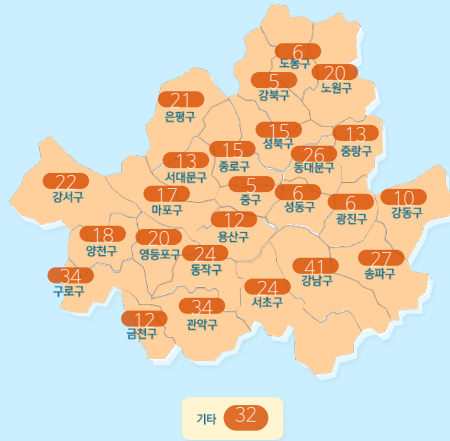 6
도봉구
5
강북구
20
노원구
21
은평구
15
성북구
13
중랑구
15
종로구
26
동대문구
13
서대문구
22
강서구
17
마포구
5
중구
6
성동구
6
광진구
10
강동구
12
용산구
18
양천구
20
영등포구
24
동작구
41
강남구
27
송파구
34
구로구
24
서초구
12
금천구
34
관악구
기타 32